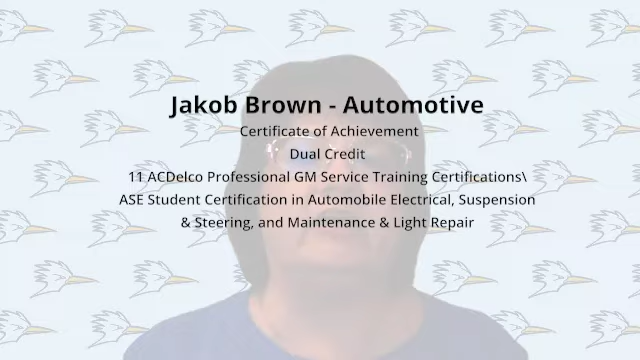 Jakob Brown - Automotive
Certificate of Achievement
Dual Credit
11 ACDelco Professional GM Service Training Certifications\
ASE Student Certification in Automobile Electrical, Suspension
& Steering, and Maintenance & Light Repair